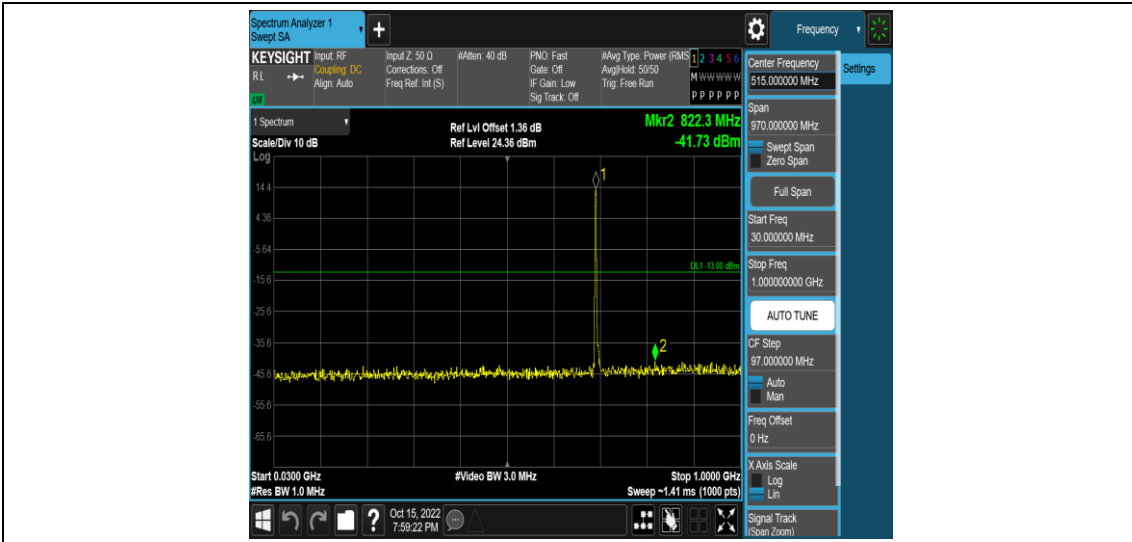 Spectrum Analyzer 1
Swept SA
+
Frequency
KEYSIGHT
RL
Input: RF
Coupling: DC
Align: Auto
Input Z: 50 Ω
Corrections: Off
Freq Ref: Int (S)
#Atten: 40 dB
PNO: Fast
Gate: Off
IF Gain: Low
Sig Track: Off
#Avg Type: Power (RMS
Avg|Hold: 50/50
Trig: Free Run
1 2 3 4 5 6
M W W W W W
P P P P P P
1 Spectrum
Scale/Div 10 dB
Log
Ref Lvl Offset 1.36 dB
Ref Level 24.36 dBm
Mkr2 822.3 MHz
-41.73 dBm
1
14.4
4.36
-5.64
DL1 -13.00 dBm
-15.6
-25.6
-35.6
2
-45.6
-55.6
-65.6
Start 0.0300 GHz
#Res BW 1.0 MHz
#Video BW 3.0 MHz
Stop 1.0000 GHz
Sweep ~1.41 ms (1000 pts)
Center Frequency
515.000000 MHz
Settings
Span
970.000000 MHz
Swept Span
Zero Span
Full Span
Start Freq
30.000000 MHz
Stop Freq
1.000000000 GHz
AUTO TUNE
CF Step
97.000000 MHz
Auto
Man
Freq Offset
0 Hz
X Axis Scale
Log
Lin
Signal Track
(Span Zoom)
?
Oct 15, 2022
7:59:22 PM